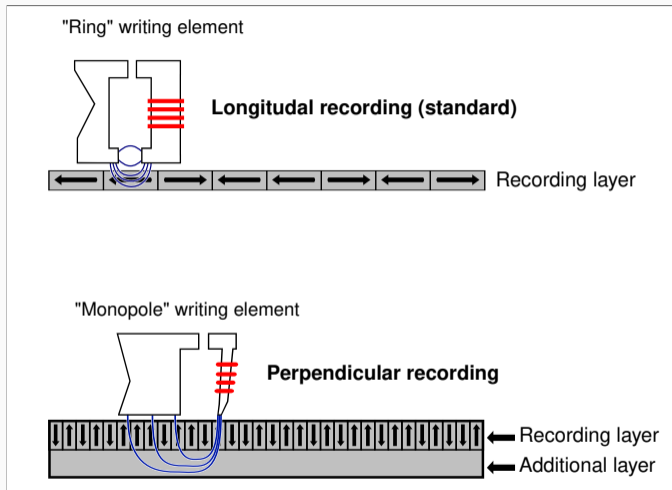 "Ring" writing element
Longitudal recording (standard)
Recording layer
"Monopole" writing element
Perpendicular recording
Recording layer
Additional layer